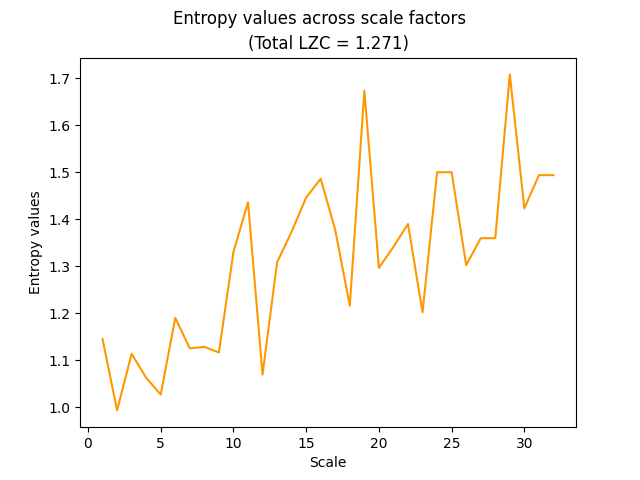 Entropy values across scale factors
(Total LZC = 1.271)
1.7
1.6
1.5
1.4
1.3
1.2
1.1
1.0
Entropy values
0 5 10 15 20 25 30
Scale